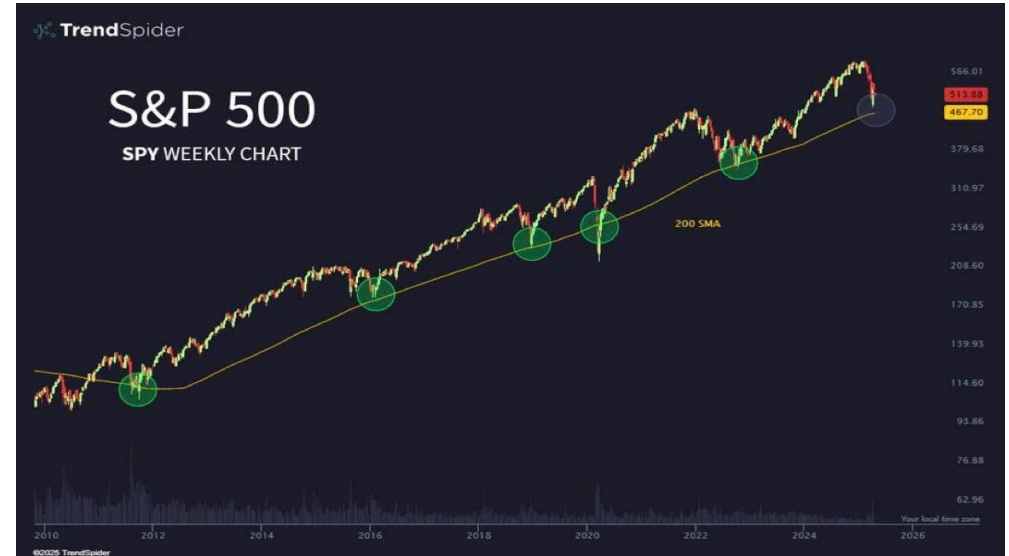 TrendSpider
S&P 500
SPY WEEKLY CHART
566.01
513.88
467.70
379.68
310.97
200 SMA
254.69
208.60
170.85
139.93
114.60
93.86
76.88
62.96
Your local time zone
2010 2012 2014 2016 2018 2020 2022 2024 2026
©2025 TrendSpider